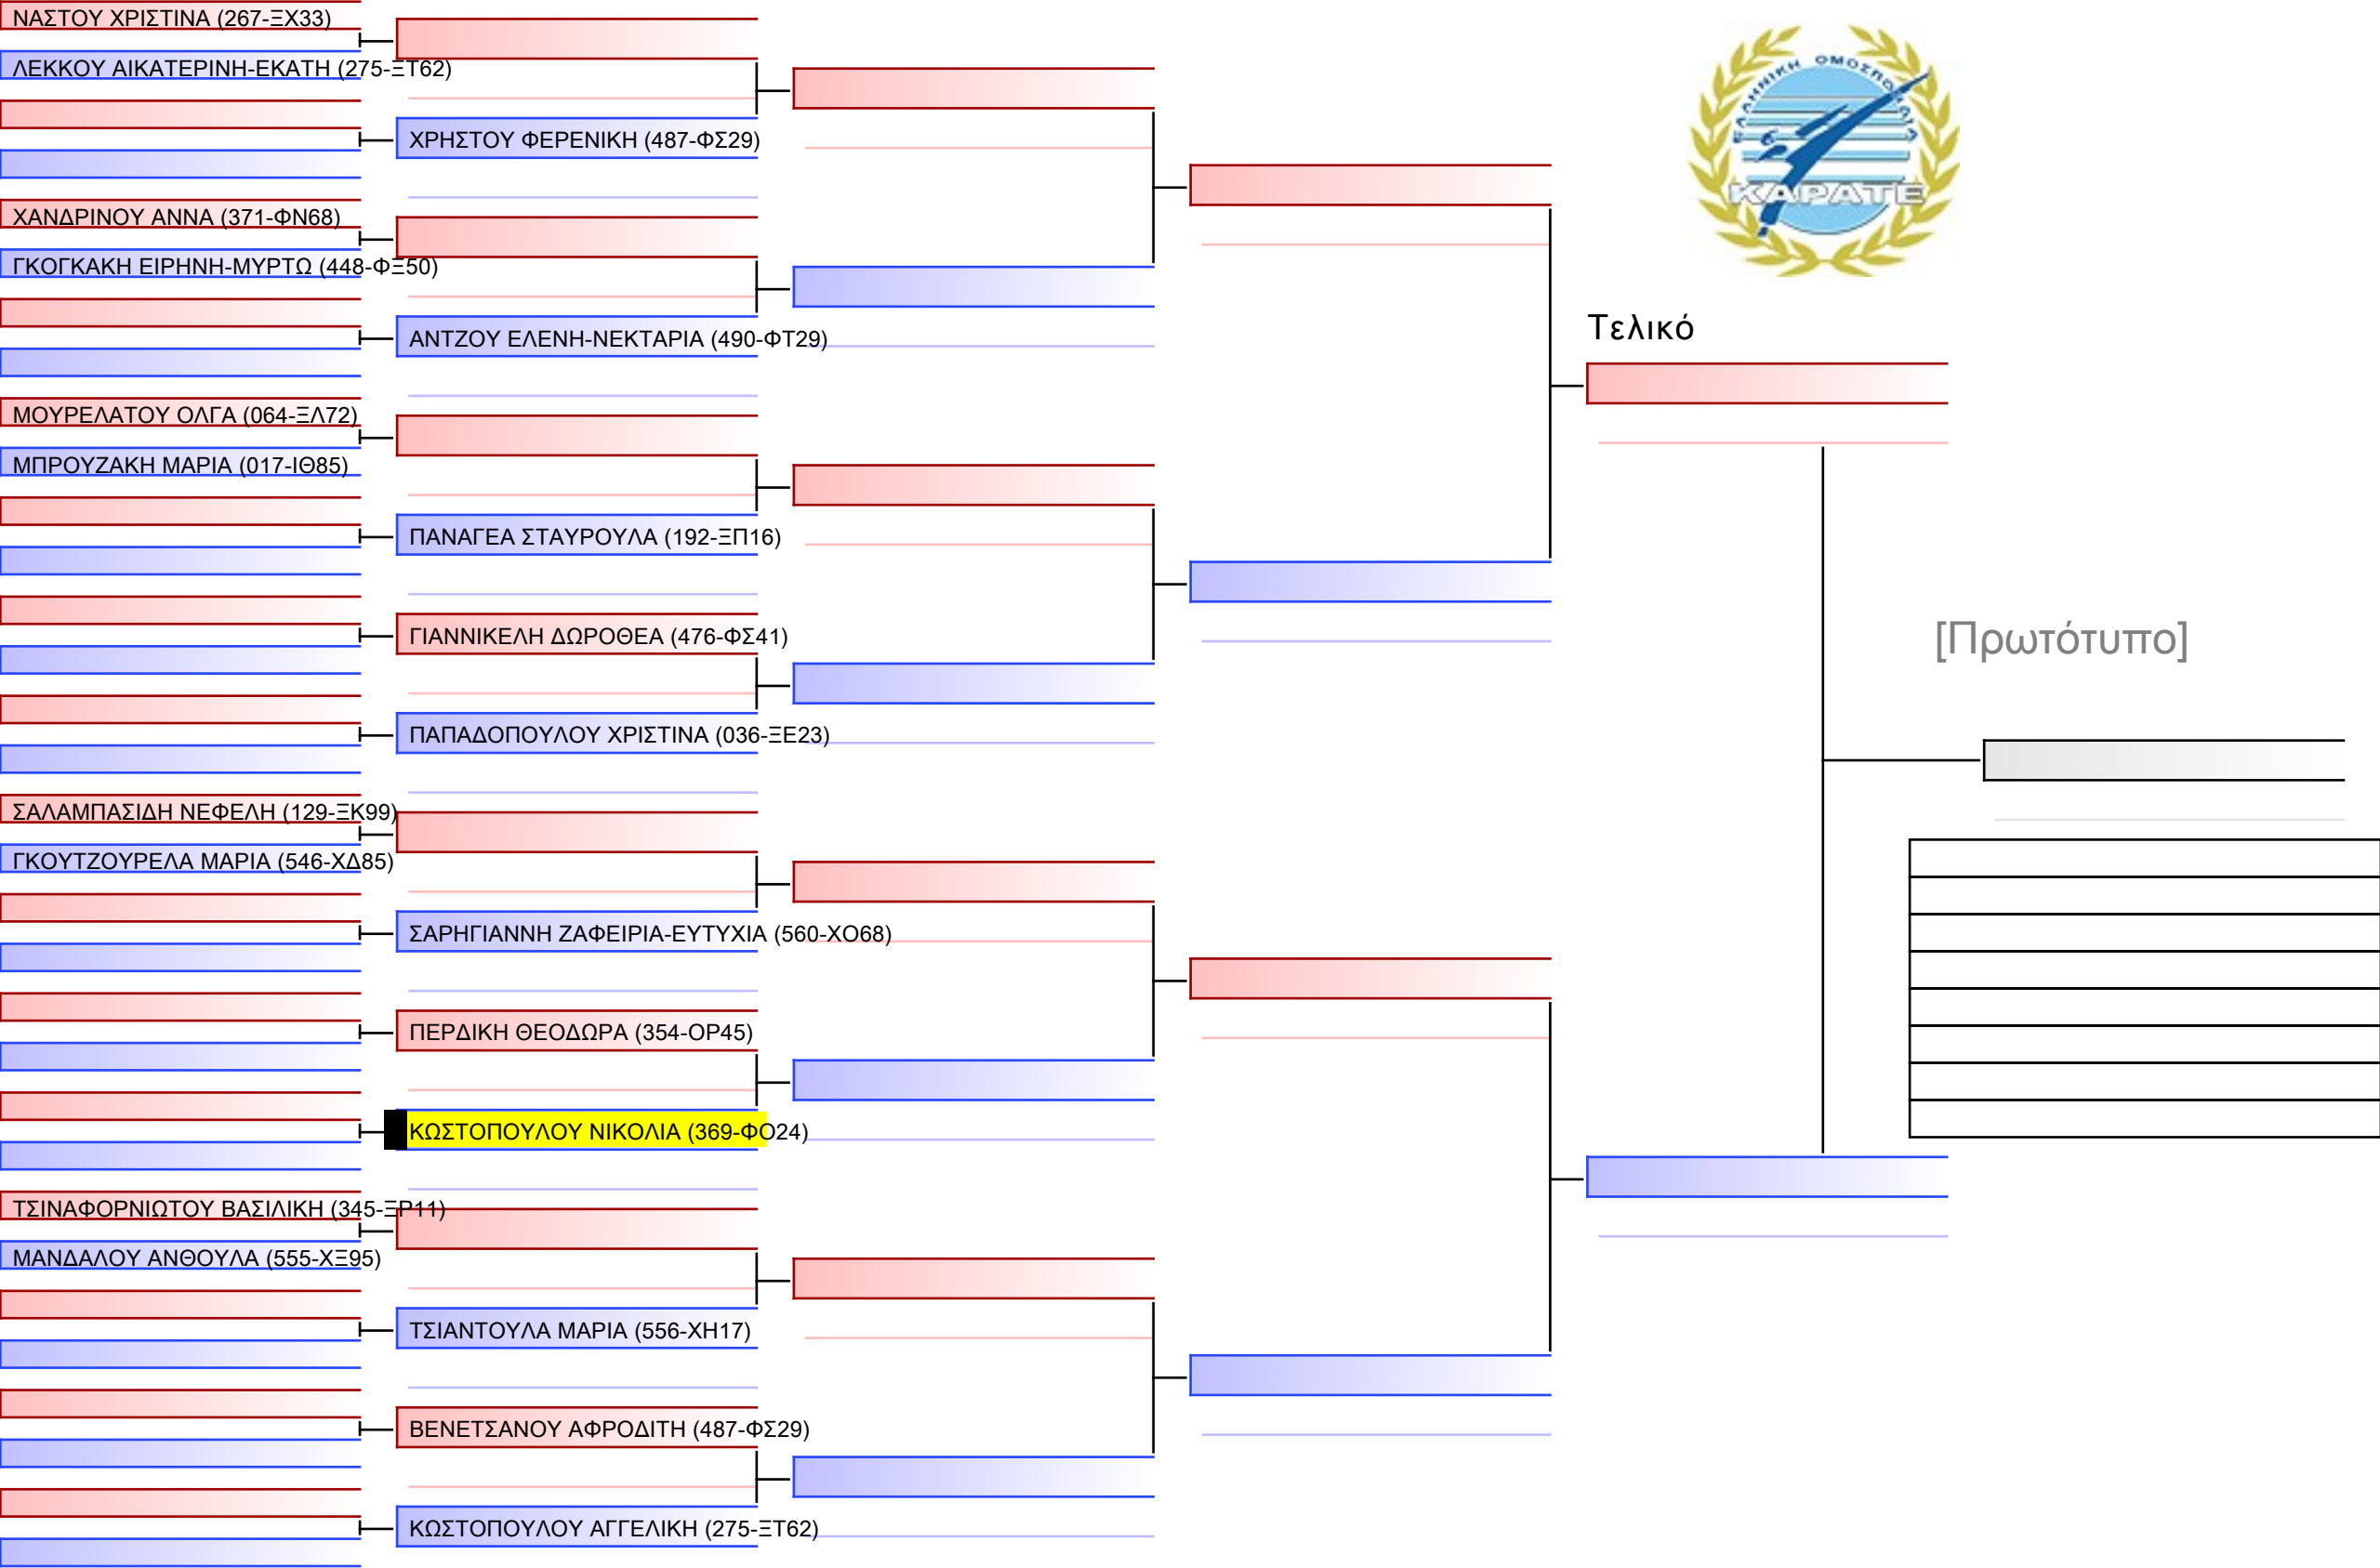 ΝΑΣΤΟΥ ΧΡΙΣΤΙΝΑ (267-ΞΧ33)
ΛΕΚΚΟΥ ΑΙΚΑΤΕΡΙΝΗ-ΕΚΑΤΗ (275-ΞΤ62)
ΧΡΗΣΤΟΥ ΦΕΡΕΝΙΚΗ (487-ΦΣ29)
ΧΑΝΔΡΙΝΟΥ ΑΝΝΑ (371-ΦΝ68)
ΓΚΟΓΚΑΚΗ ΕΙΡΗΝΗ-ΜΥΡΤΩ (448-ΦΞ50)
ΑΝΤΖΟΥ ΕΛΕΝΗ-ΝΕΚΤΑΡΙΑ (490-ΦΤ29)
ΜΟΥΡΕΛΑΤΟΥ ΟΛΓΑ (064-ΞΛ72)
ΜΠΡΟΥΖΑΚΗ ΜΑΡΙΑ (017-ΙΘ85)
ΠΑΝΑΓΕΑ ΣΤΑΥΡΟΥΛΑ (192-ΞΠ16)
ΓΙΑΝΝΙΚΕΛΗ ΔΩΡΟΘΕΑ (476-ΦΣ41)
ΠΑΠΑΔΟΠΟΥΛΟΥ ΧΡΙΣΤΙΝΑ (036-ΞΕ23)
ΣΑΛΑΜΠΑΣΙΔΗ ΝΕΦΕΛΗ (129-ΞΚ99)
ΓΚΟΥΤΖΟΥΡΕΛΑ ΜΑΡΙΑ (546-ΧΔ85)
ΣΑΡΗΓΙΑΝΝΗ ΖΑΦΕΙΡΙΑ-ΕΥΤΥΧΙΑ (560-ΧΟ68)
ΠΕΡΔΙΚΗ ΘΕΟΔΩΡΑ (354-ΟΡ45)
ΚΩΣΤΟΠΟΥΛΟΥ ΝΙΚΟΛΙΑ (369-ΦΟ24)
ΤΣΙΝΑΦΟΡΝΙΩΤΟΥ ΒΑΣΙΛΙΚΗ (345-ΞΡ11)
ΜΑΝΔΑΛΟΥ ΑΝΘΟΥΛΑ (555-ΧΞ95)
ΤΣΙΑΝΤΟΥΛΑ ΜΑΡΙΑ (556-ΧΗ17)
ΒΕΝΕΤΣΑΝΟΥ ΑΦΡΟΔΙΤΗ (487-ΦΣ29)
ΚΩΣΤΟΠΟΥΛΟΥ ΑΓΓΕΛΙΚΗ (275-ΞΤ62)
ΕΛΛΗΝΙΚΗ ΟΜΟΣΠΟΝΔΙΑ
ΚΑΡΑΤΕ
Τελικό
[Πρωτότυπο]